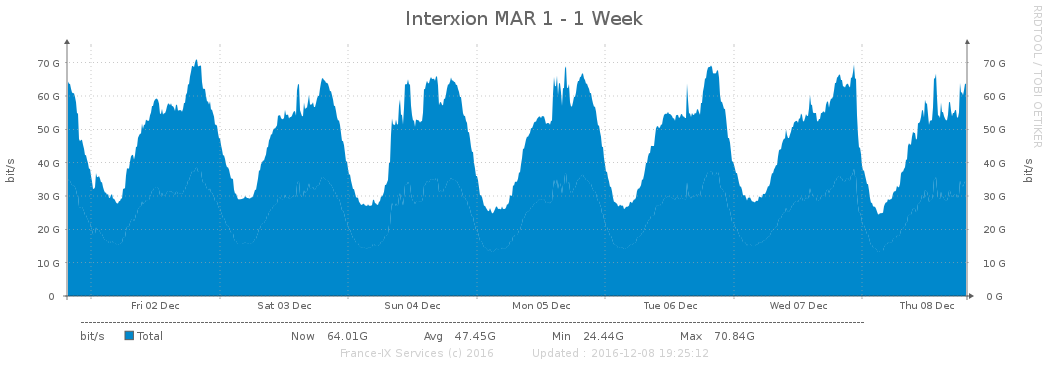 Interxion MAR 1 - 1 Week
RRDTOOL / TOBI OETIKER
bit/s
70 G
60 G
50 G
40 G
30 G
20 G
10 G
0
70 G
60 G
50 G
40 G
30 G
20 G
10 G
0 G
bit/s
Fri 02 Dec Sat 03 Dec Sun 04 Dec Mon 05 Dec Tue 06 Dec Wed 07 Dec Thu 08 Dec
bit/s Total Now 64.01G Avg 47.45G Min 24.44G Max 70.84G
France-IX Services (c) 2016 Updated : 2016-12-08 19:25:12